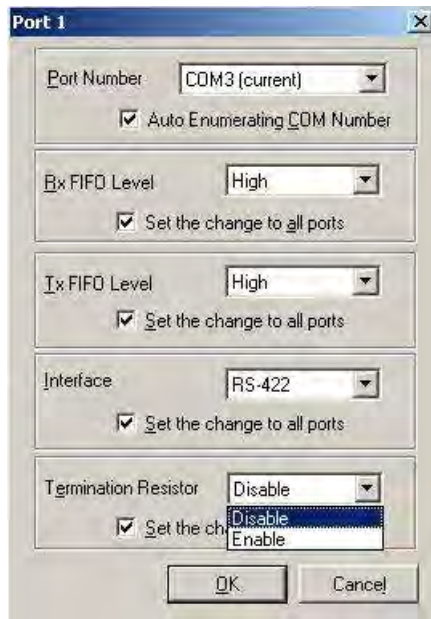 Port 1
Port Number COM3 (current)
Auto Enumerating COM Number
Rx FIFO Level High
Set the change to all ports
Tx FIFO Level High
Set the change to all ports
Interface RS-422
Set the change to all ports
Termination Resistor Disable
Set the ch Disable
Enable
OK Cancel